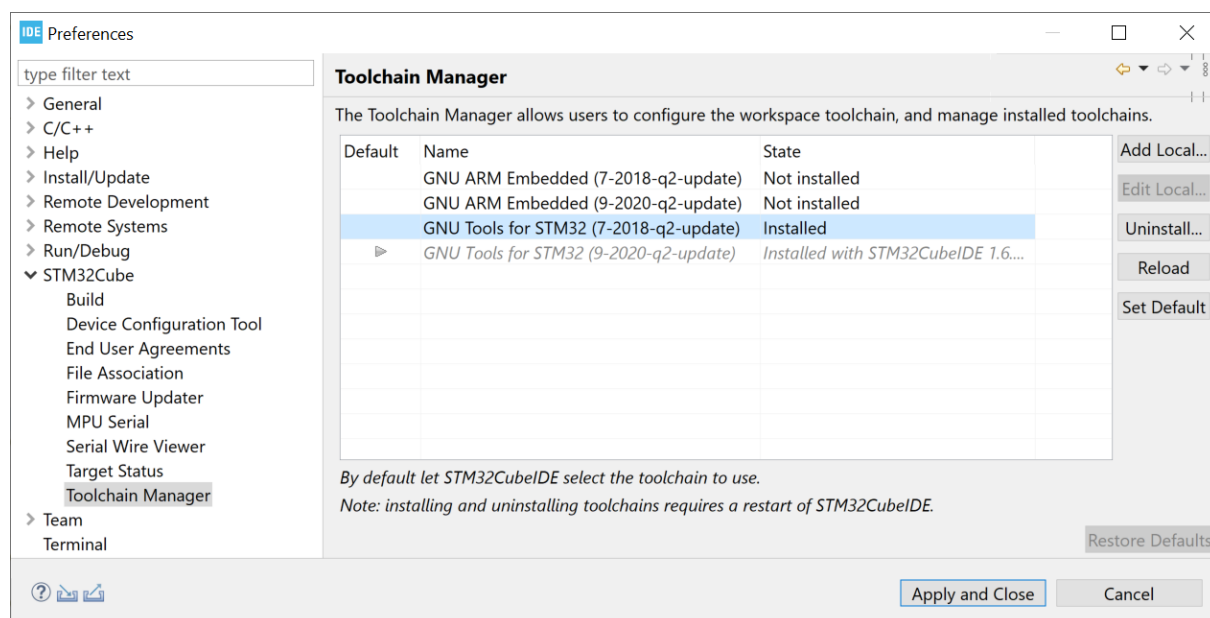 IDE Preferences
type filter text
General
C/C++
Help
Install/Update
Remote Development
Remote Systems
Run/Debug
STM32Cube
Build
Device Configuration Tool
End User Agreements
File Association
Firmware Updater
MPU Serial
Serial Wire Viewer
Target Status
Toolchain Manager
Team
Terminal
Toolchain Manager
The Toolchain Manager allows users to configure the workspace toolchain, and manage installed toolchains.
Default Name State
GNU ARM Embedded (7-2018-q2-update) Not installed
GNU ARM Embedded (9-2020-q2-update) Not installed
GNU Tools for STM32 (7-2018-q2-update) Installed
GNU Tools for STM32 (9-2020-q2-update) Installed with STM32CubeIDE 1.6....
Add Local...
Edit Local...
Uninstall...
Reload
Set Default
By default let STM32CubeIDE select the toolchain to use.
Note: installing and uninstalling toolchains requires a restart of STM32CubeIDE.
Restore Defaults
? Apply and Close Cancel